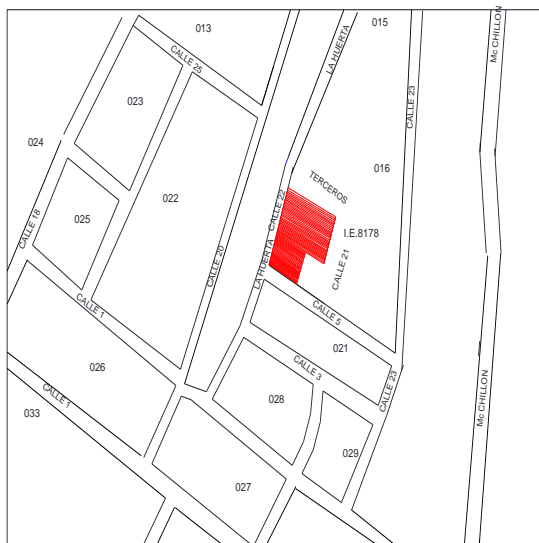 013
015
Mc CHILLON
LA HUERTA
CALLE 25
CALLE 23
023
024
016
TERCEROS
022
CALLE 22
025
I.E.8178
CALLE 18
LA HUERTA
CALLE 20
CALLE 21
CALLE 1
CALLE 5
021
026
CALLE 3
CALLE 23
Mc CHILLON
CALLE 1
028
033
029
027